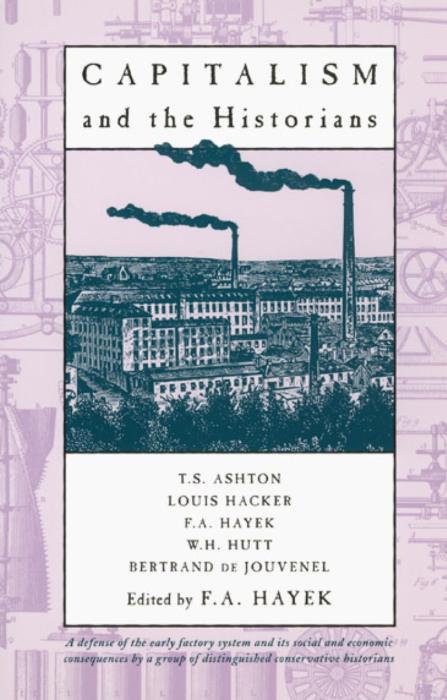 CAPITALISM
and the Historians
T.S. ASHTON
LOUIS HACKER
F.A. HAYEK
W.H. HUTT
BERTRAND DE JOUVENEL
Edited by F.A. HAYEK
A defense of the early factory system and its social and economic
consequences by a group of distinguished conservative historians